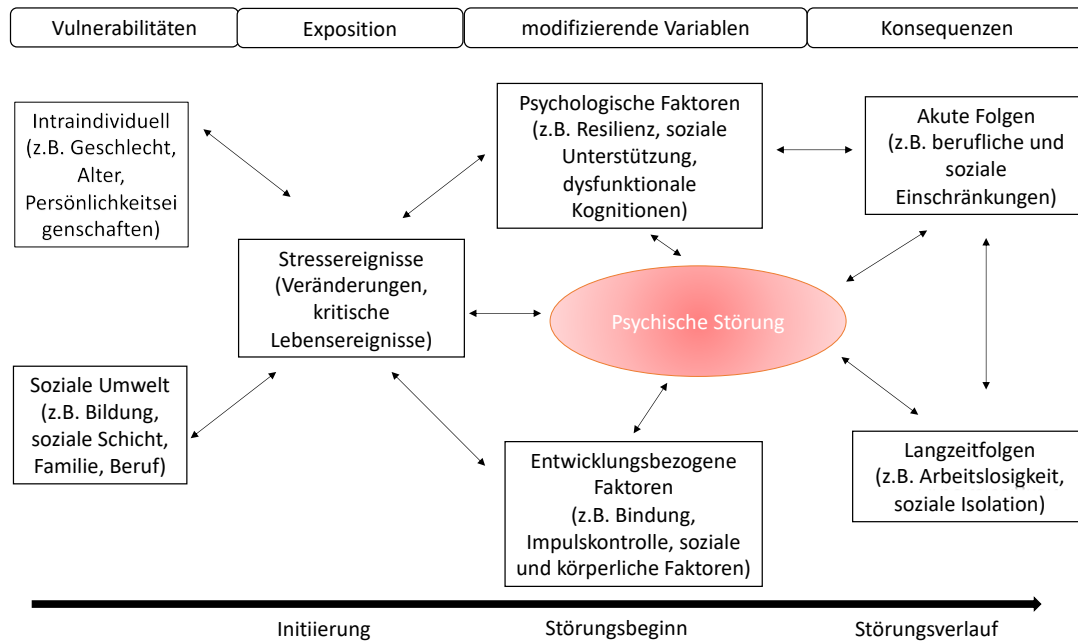 Vulnerabilitäten
Exposition
modifizierende Variablen
Konsequenzen
Intraindividuell
(z.B. Geschlecht,
Alter,
Persönlichkeitsei
genschaften)
Soziale Umwelt
(z.B. Bildung,
soziale Schicht,
Familie, Beruf)
Stressereignisse
(Veränderungen,
kritische
Lebensereignisse)
Psychologische Faktoren
(z.B. Resilienz, soziale
Unterstützung,
dysfunktionale
Kognitionen)
Psychische Störung
Entwicklungsbezogene
Faktoren
(z.B. Bindung,
Impulskontrolle, soziale
und körperliche Faktoren)
Akute Folgen
(z.B. berufliche und
soziale
Einschränkungen)
Langzeitfolgen
(z.B. Arbeitslosigkeit,
soziale Isolation)
Initiierung
Störungsbeginn
Störungsverlauf